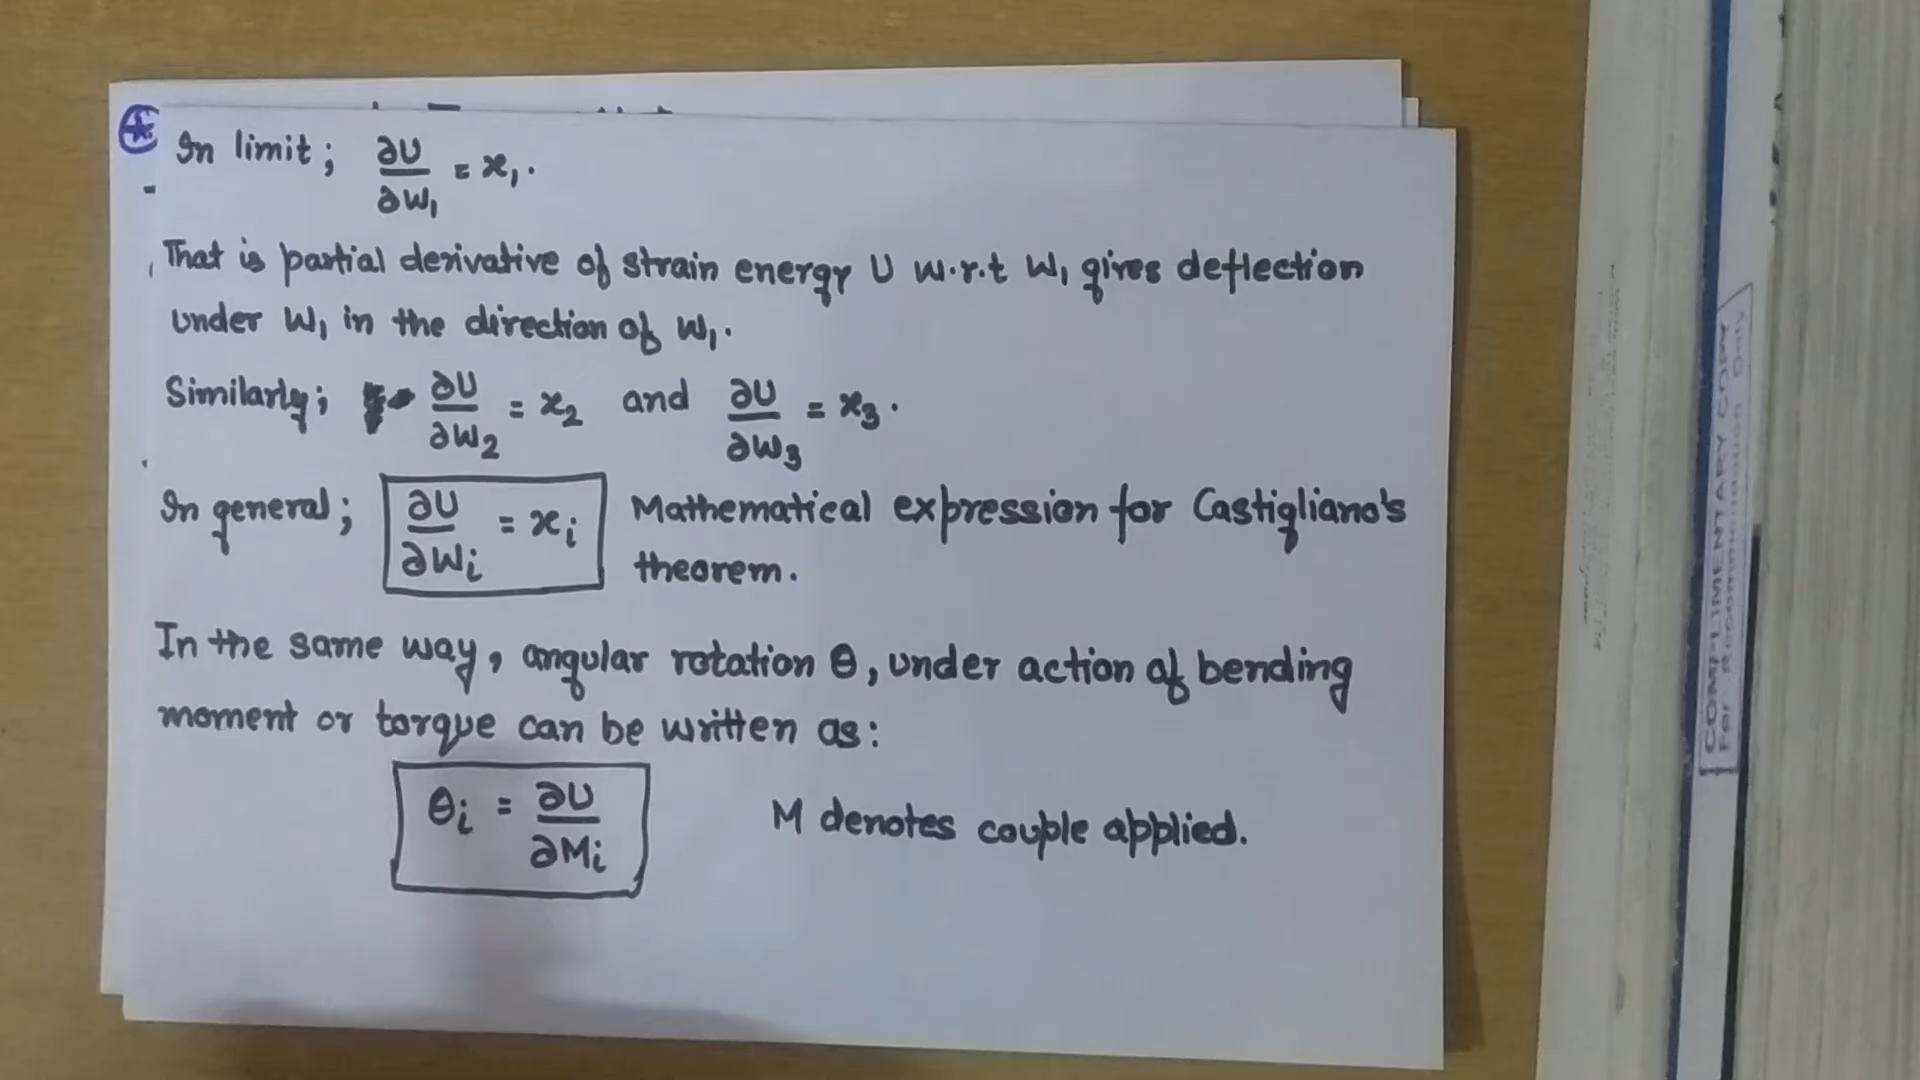 In limit; ∂U/∂W₁ = x₁.
That is partial derivative of strain energy U w.r.t W₁ gives deflection
under W₁ in the direction of W₁.
Similarly; ∂U/∂W₂ = x₂ and ∂U/∂W₃ = x₃.
In general; ∂U/∂Wᵢ = xᵢ Mathematical expression for Castigliano's
theorem.
In the same way, angular rotation θ, under action of bending
moment or torque can be written as:
θᵢ = ∂U/∂Mᵢ M denotes couple applied.
COMPLIMENTARY COPY
For Recommendation Only